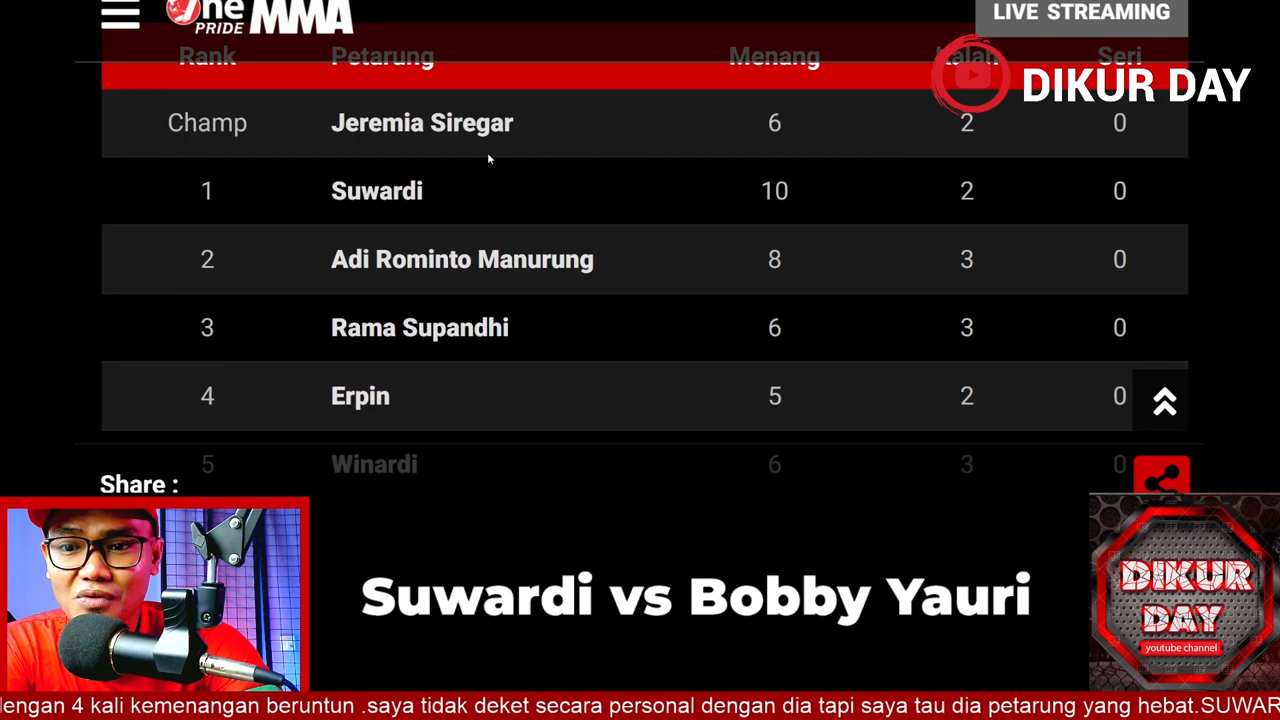 One PRIDE MMA
LIVE STREAMING
Rank Petarung Menang Kalah Seri
DIKUR DAY
Champ Jeremia Siregar 6 2 0
1 Suwardi 10 2 0
2 Adi Rominto Manurung 8 3 0
3 Rama Supandhi 6 3 0
4 Erpin 5 2 0
5 Winardi 6 3 0
Share :
Suwardi vs Bobby Yauri
DIKUR
DAY
youtube channel
dengan 4 kali kemenangan beruntun .saya tidak deket secara personal dengan dia tapi saya tau dia petarung yang hebat.SUWAR